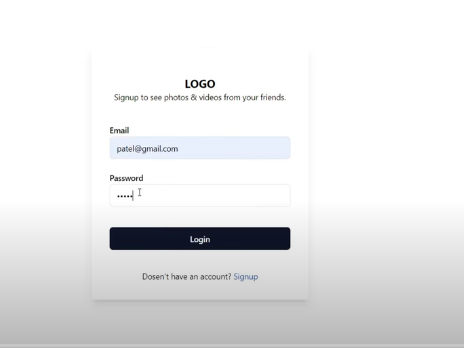 LOGO
Signup to see photos & videos from your friends.
Email
patel@gmail.com
Password
•••••
Login
Dosen't have an account? Signup